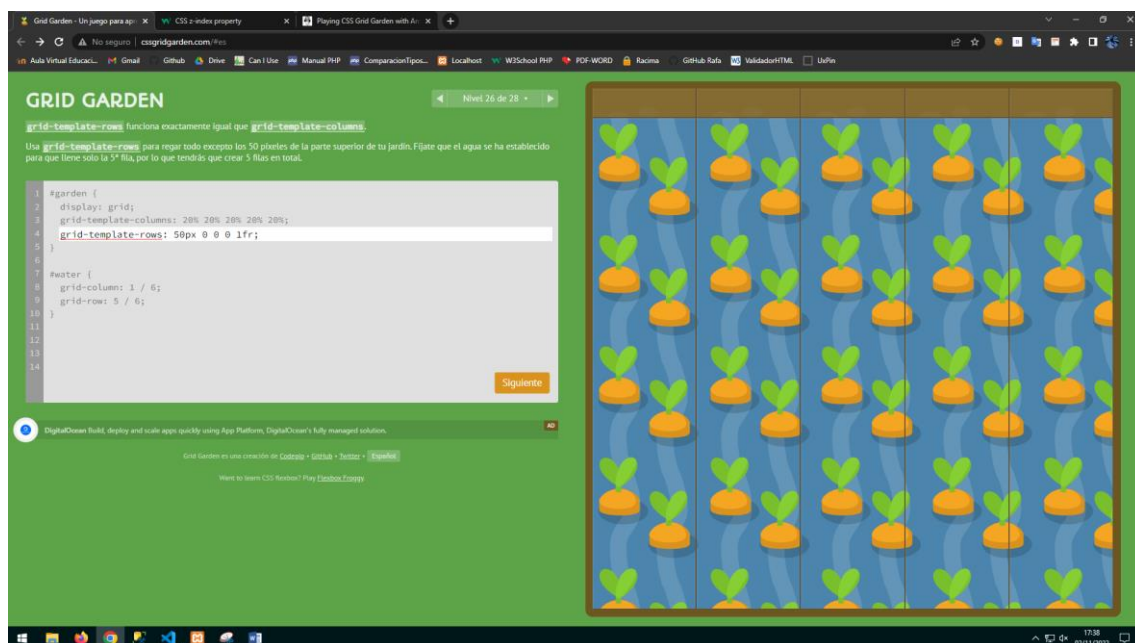 Grid Garden - Un juego para apr
CSS z-index property
Playing CSS Grid Garden with An
No seguro | cssgridgarden.com/#es
Aula Virtual Educaci... Gmail Github Drive Can I Use Manual PHP ComparacionTipos... Localhost W3School PHP PDF-WORD Racima GitHub Rafa ValidadorHTML UxPin
GRID GARDEN
Nivel 26 de 28
grid-template-rows funciona exactamente igual que grid-template-columns.
Usa grid-template-rows para regar todo excepto los 50 píxeles de la parte superior de tu jardín. Fíjate que el agua se ha establecido
para que llene solo la 5ª fila, por lo que tendrás que crear 5 filas en total.
1 #garden {
2 display: grid;
3 grid-template-columns: 20% 20% 20% 20% 20%;
4 grid-template-rows: 50px 0 0 0 1fr;
5 }
6
7 #water {
8 grid-column: 1 / 6;
9 grid-row: 5 / 6;
10 }
11
12
13
14
Siguiente
DigitalOcean Build, deploy and scale apps quickly using App Platform, DigitalOcean's fully managed solution.
AD
Grid Garden es una creación de Codepip • GitHub • Twitter • Español
Want to learn CSS flexbox? Play Flexbox Froggy.
17:38